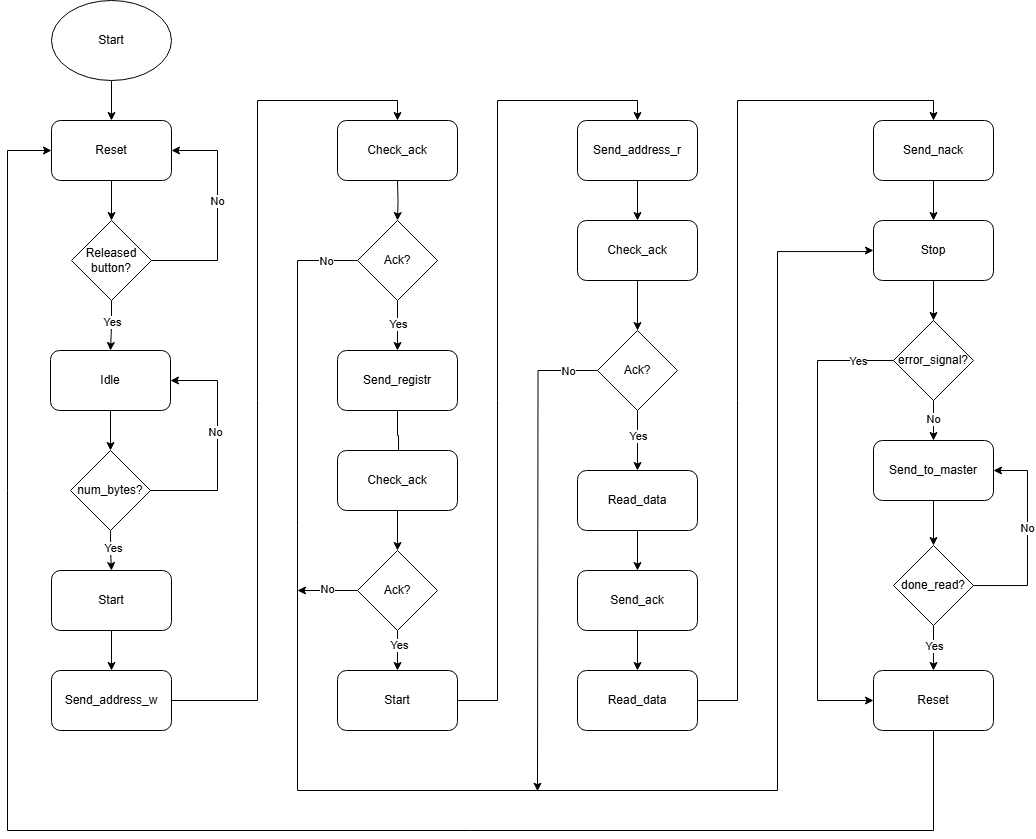 Start
Reset
No
Released
button?
Yes
Idle
No
num_bytes?
Yes
Start
Send_address_w
Check_ack
Ack?
No
Yes
Send_registr
Check_ack
Ack?
No
Yes
Start
Send_address_r
Check_ack
Ack?
No
Yes
Read_data
Send_ack
Read_data
Send_nack
Stop
error_signal?
Yes
No
Send_to_master
No
done_read?
Yes
Reset